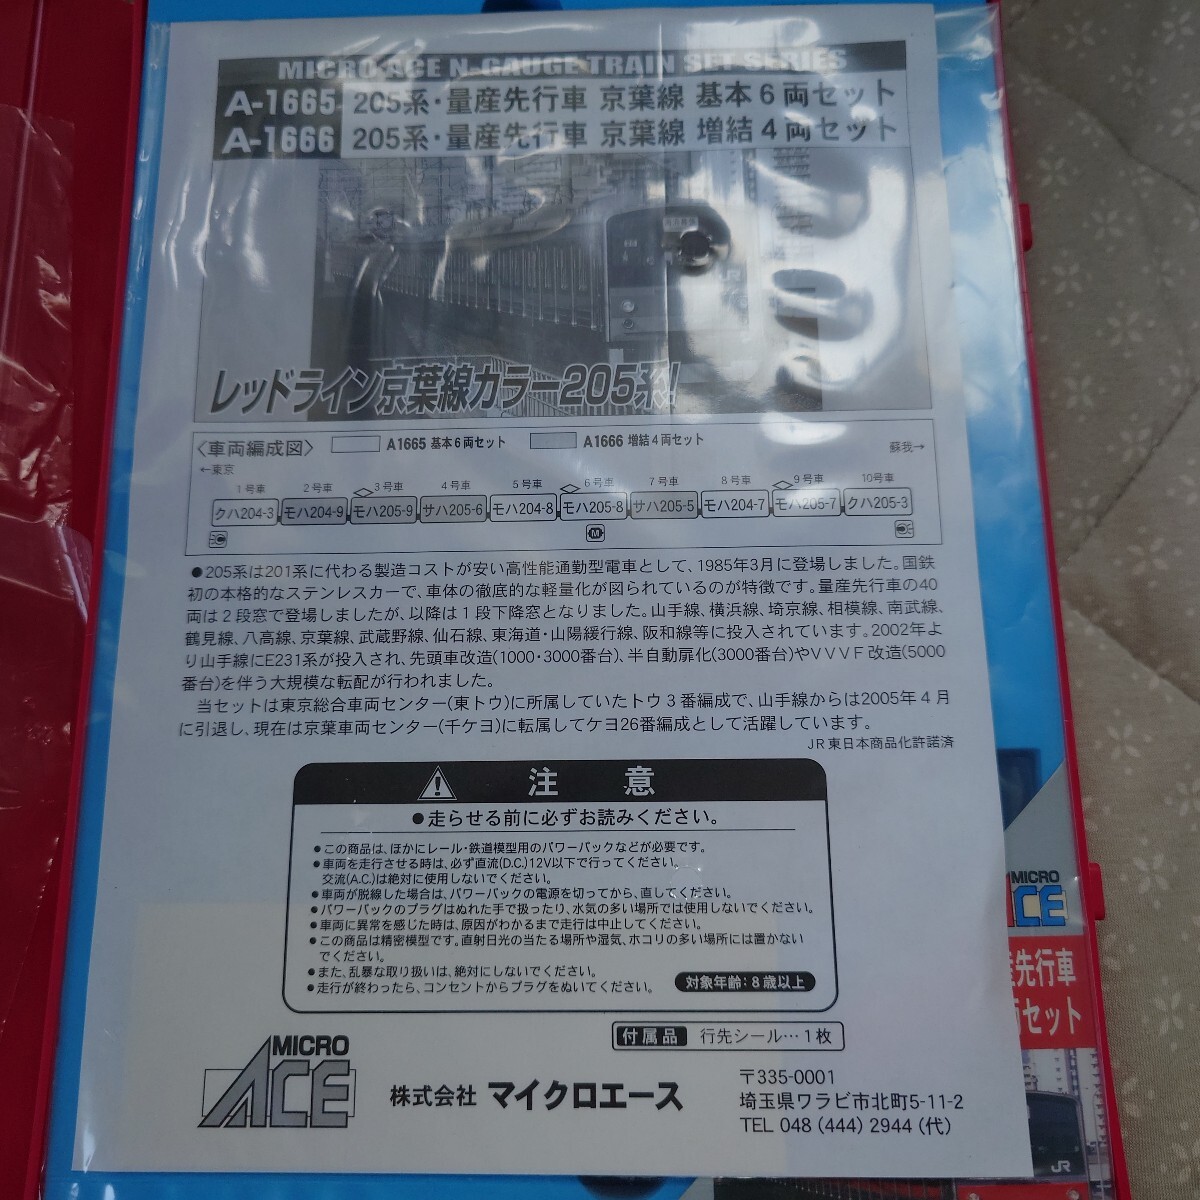 MICRO ACE N-GAUGE TRAIN SET SERIES
A-1665 205系・量産先行車 京葉線 基本6両セット
A-1666 205系・量産先行車 京葉線 増結4両セット
JR
レッドライン京葉線カラー205系!
〈車両編成図〉 A1665 基本6両セット A1666 増結4両セット 蘇我→
←東京
1号車 2号車 3号車 4号車 5号車 6号車 7号車 8号車 9号車 10号車
クハ204-3 モハ204-9 モハ205-9 サハ205-6 モハ204-8 モハ205-8 サハ205-5 モハ204-7 モハ205-7 クハ205-3
M
●205系は201系に代わる製造コストが安い高性能通勤型電車として、1985年3月に登場しました。国鉄
初の本格的なステンレスカーで、車体の徹底的な軽量化が図られているのが特徴です。量産先行車の40
両は2段窓で登場しましたが、以降は1段下降窓となりました。山手線、横浜線、埼京線、相模線、南武線、
鶴見線、八高線、京葉線、武蔵野線、仙石線、東海道・山陽緩行線、阪和線等に投入されています。2002年よ
り山手線にE231系が投入され、先頭車改造(1000・3000番台)、半自動扉化(3000番台)やVVVF改造(5000
番台)を伴う大規模な転配が行われました。
当セットは東京総合車両センター(東トウ)に所属していたトウ3番編成で、山手線からは2005年4月
に引退し、現在は京葉車両センター(千ケヨ)に転属してケヨ26番編成として活躍しています。
JR東日本商品化許諾済
注意
●走らせる前に必ずお読みください。
●この商品は、ほかにレール・鉄道模型用のパワーパックなどが必要です。
●車両を走行させる時は、必ず直流(D.C.)12V以下で行ってください。
交流(A.C.)は絶対に使用しないでください。
●車両が脱線した場合は、パワーパックの電源を切ってから、直してください。
●パワーパックのプラグはぬれた手で扱ったり、水気の多い場所では使用しないでください。
●車両に異常を感じた時は、原因がわかるまで走行は中止してください。
●この商品は精密模型です。直射日光の当たる場所や湿気、ホコリの多い場所には置かない
でください。
●また、乱暴な取り扱いは、絶対にしないでください。
●走行が終わったら、コンセントからプラグをぬいてください。
対象年齢：8歳以上
付属品 行先シール…1枚
MICRO
ACE
株式会社 マイクロエース
〒335-0001
埼玉県ワラビ市北町5-11-2
TEL 048 (444) 2944 (代)
MICRO
ACE
先行車
両セット
JR